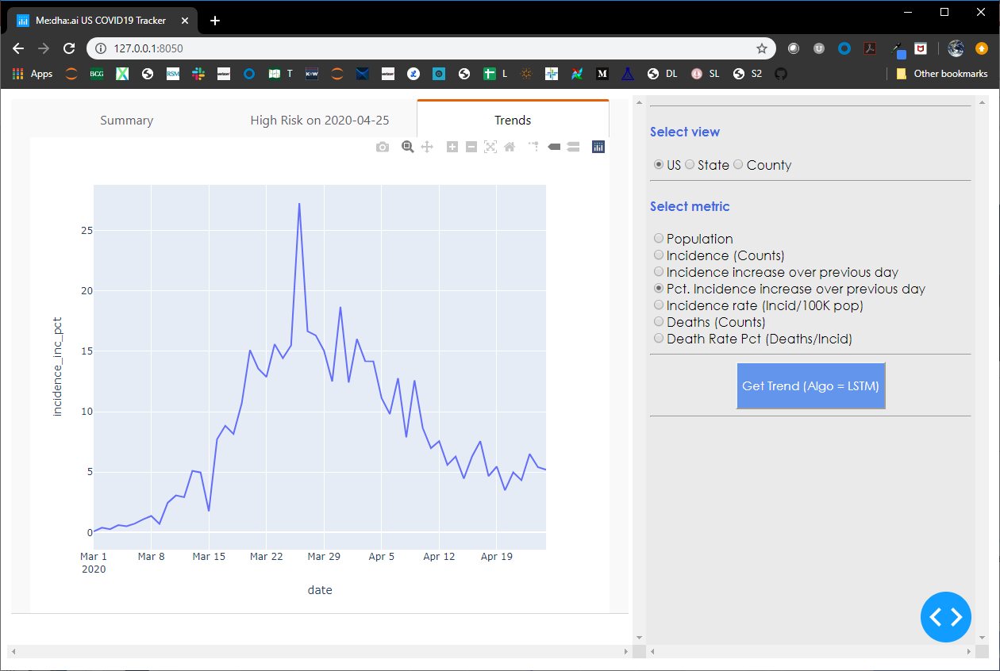 Me:dha:.ai US COVID19 Tracker
127.0.0.1:8050
Apps BCG RSM verizon T K=W verizon L M DL SL S2 Other bookmarks
Summary High Risk on 2020-04-25 Trends
25
20
15
10
5
0
incidence_inc_pct
Mar 1 Mar 8 Mar 15 Mar 22 Mar 29 Apr 5 Apr 12 Apr 19
2020
date
Select view
US State County
Select metric
Population
Incidence (Counts)
Incidence increase over previous day
Pct. Incidence increase over previous day
Incidence rate (Incid/100K pop)
Deaths (Counts)
Death Rate Pct (Deaths/Incid)
Get Trend (Algo = LSTM)